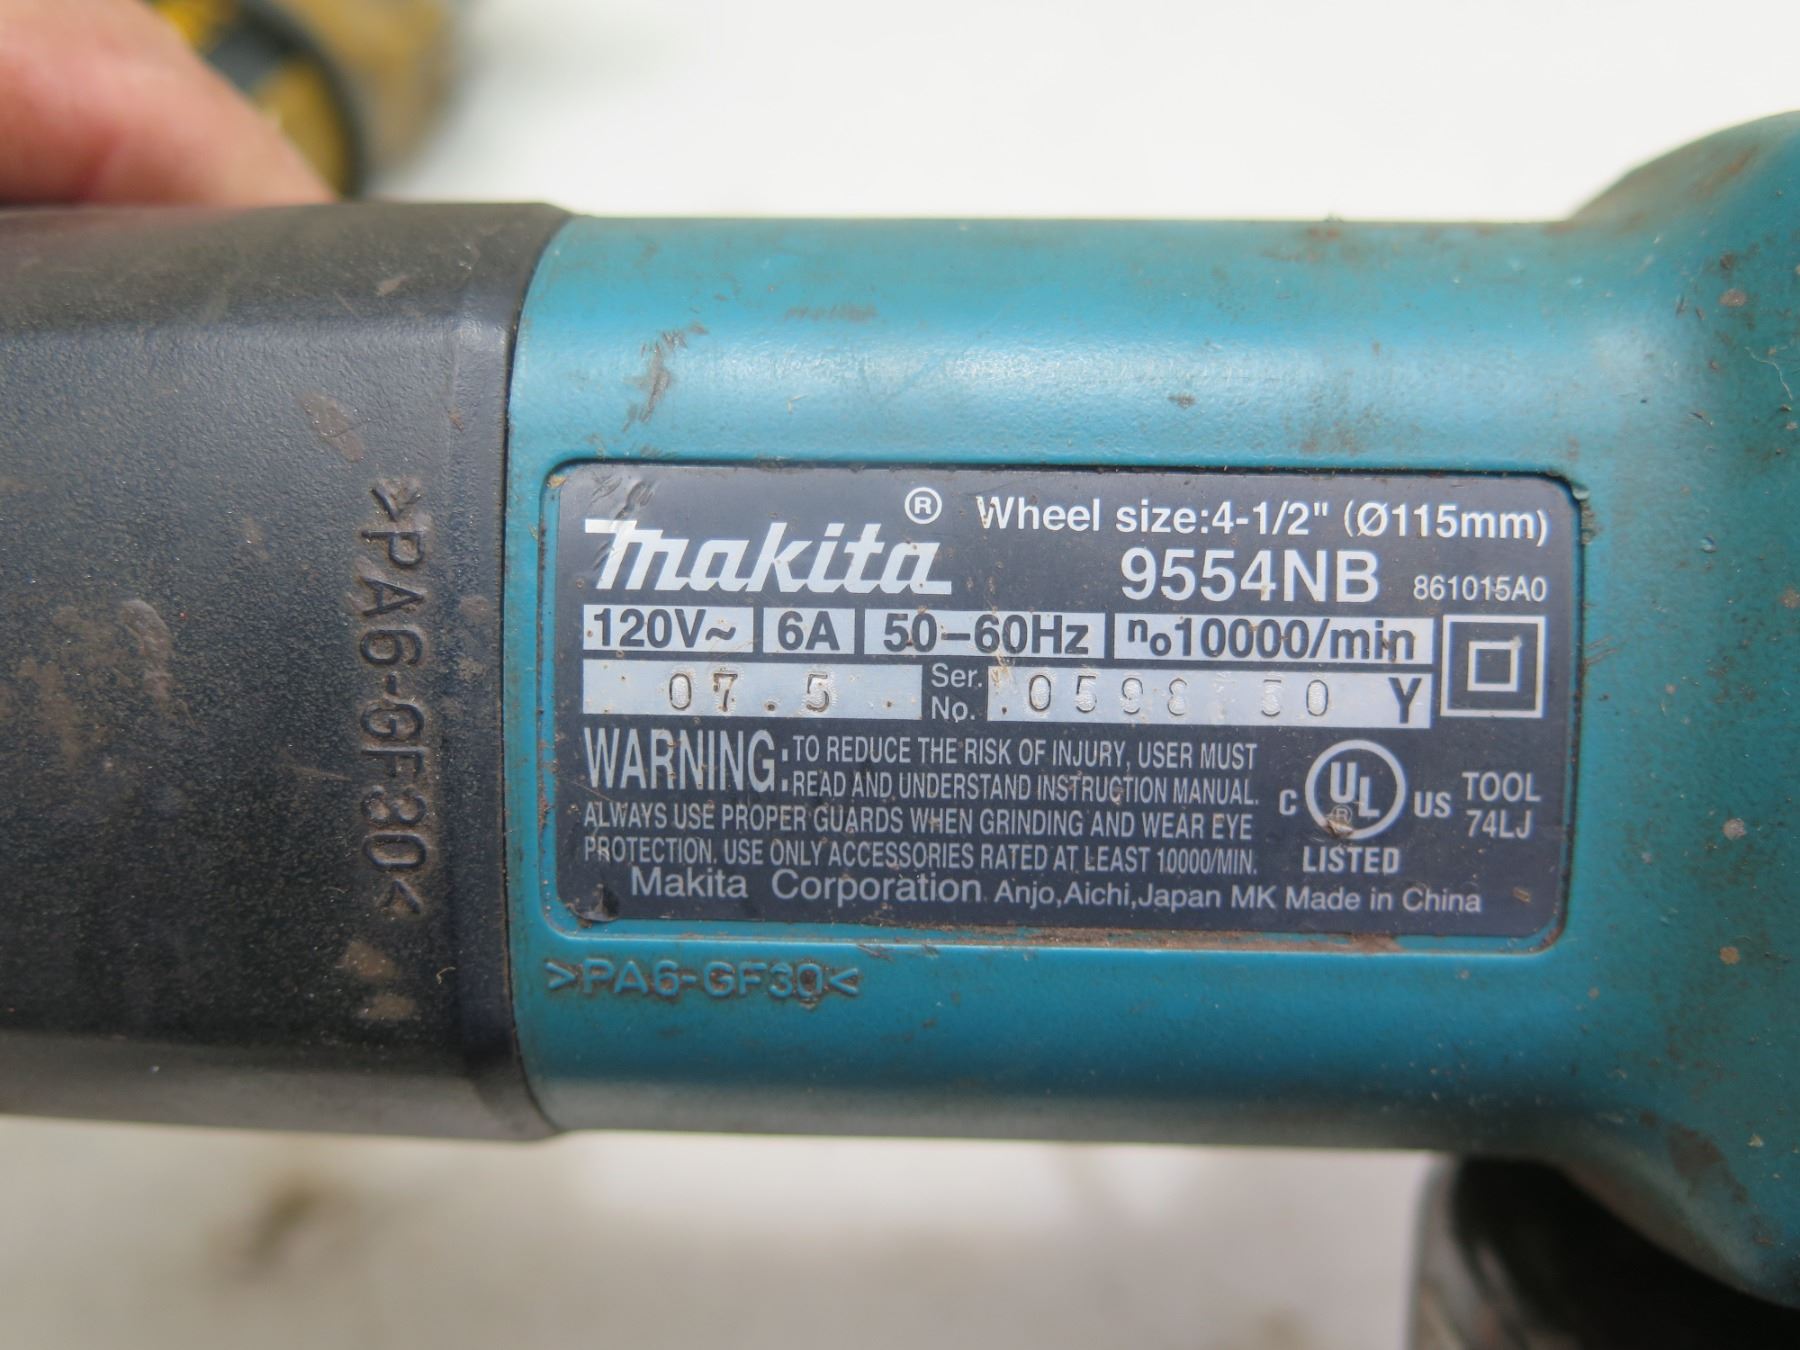 >PA6-GF30<
makita® Wheel size:4-1/2" (Ø115mm)
9554NB 861015A0
120V~ 6A 50-60Hz nₒ10000/min
07.5 Ser. No. Y
WARNING: TO REDUCE THE RISK OF INJURY, USER MUST
READ AND UNDERSTAND INSTRUCTION MANUAL.
ALWAYS USE PROPER GUARDS WHEN GRINDING AND WEAR EYE
PROTECTION. USE ONLY ACCESSORIES RATED AT LEAST 10000/MIN.
C UL® US LISTED
TOOL
74LJ
Makita Corporation Anjo,Aichi,Japan MK Made in China
>PA6-GF30<